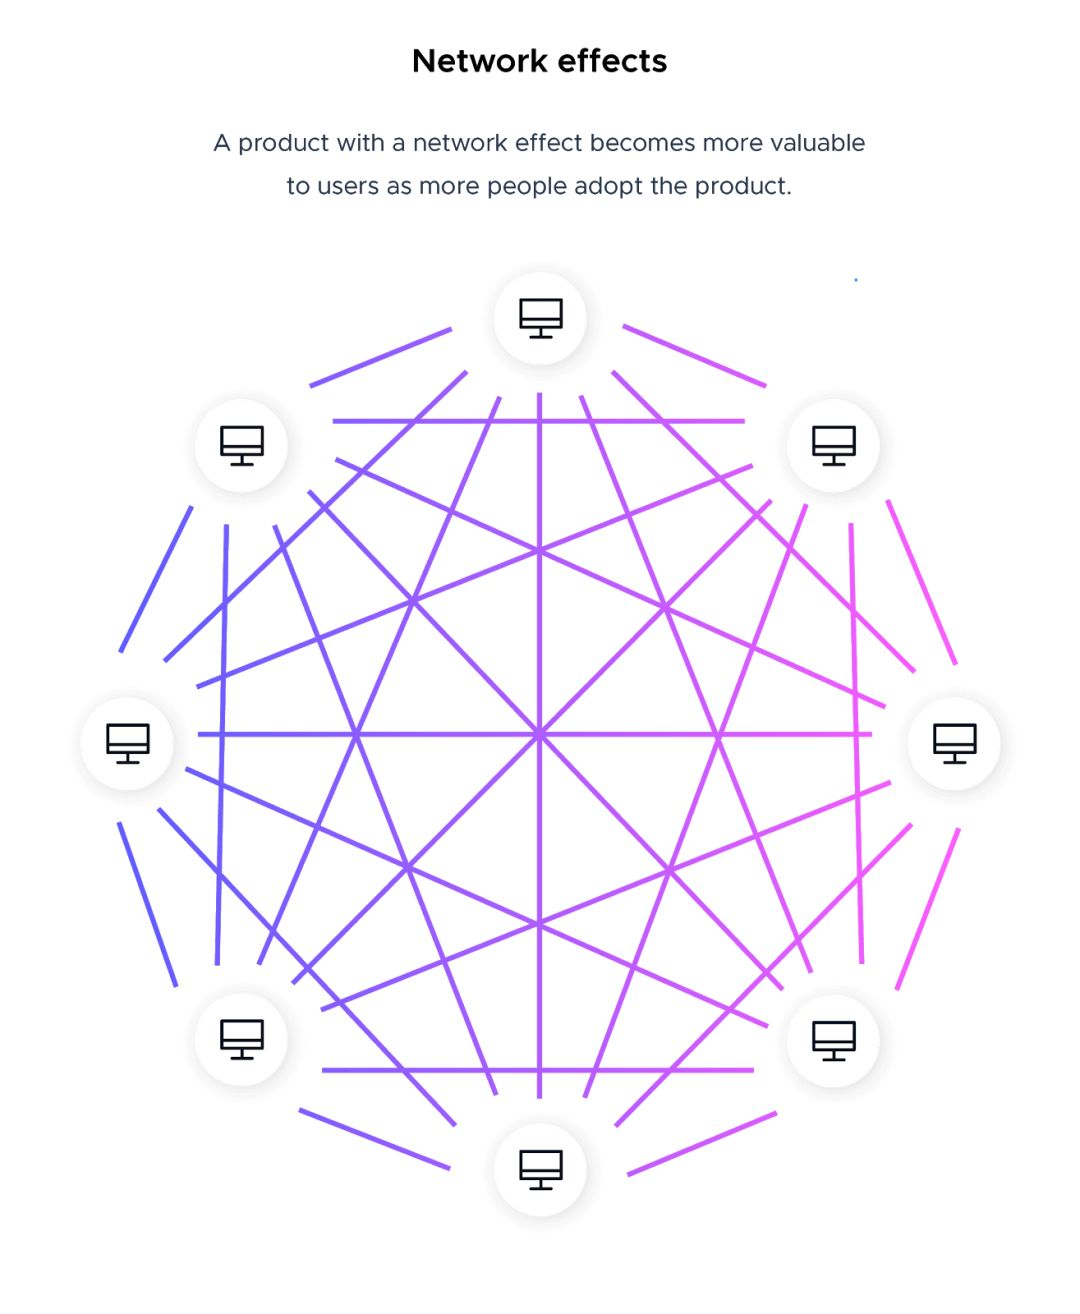 Network effects
A product with a network effect becomes more valuable
to users as more people adopt the product.